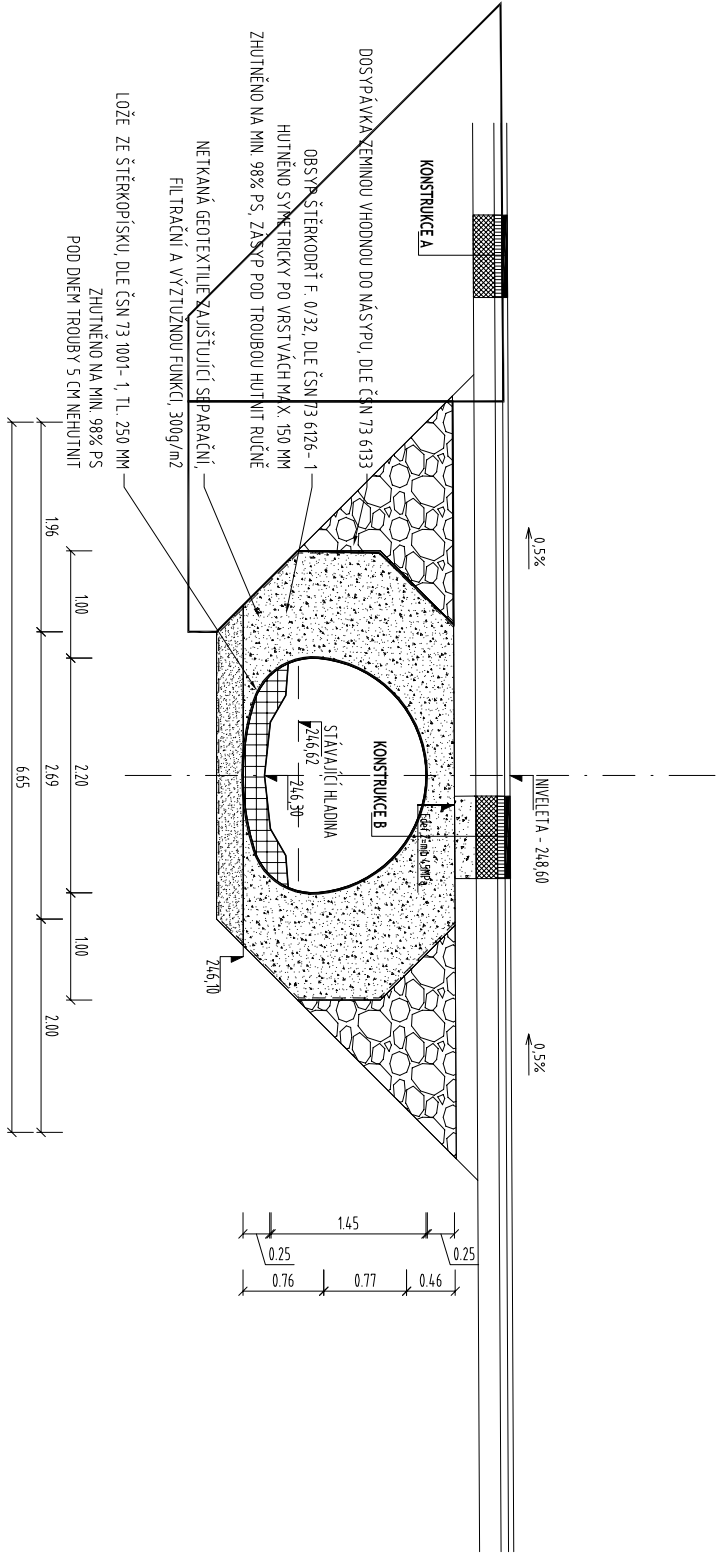 NIVELETA - 248,60
0,5%
0,5%
KONSTRUKCE A
DOSYPÁVKA ZEMINOU VHODNOU DO NÁSYPU, DLE ČSN 73 6133
OBSYP ŠTĚRKODRŤ F. 0/32, DLE ČSN 73 6126-1
HUTNĚNO SYMETRICKY PO VRSTVÁCH MAX. 150 MM
ZHUTNĚNO NA MIN. 98% PS, ZÁSYP POD TROUBOU HUTNIT RUČNĚ
NETKANÁ GEOTEXTILIE ZAJIŠŤUJÍCÍ SEPARAČNÍ,
FILTRAČNÍ A VÝZTUŽNOU FUNKCI, 300g/m2
LOŽE ZE ŠTĚRKOPÍSKU, DLE ČSN 73 1001-1, TL. 250 MM
ZHUTNĚNO NA MIN. 98% PS
POD DNEM TROUBY 5 CM NEHUTNIT
KONSTRUKCE B
STÁVAJÍCÍ HLADINA
246,62
246,30
246,10
1.00
2.20
1.00
1.96
2.69
2.00
6.65
0.25
1.45
0.25
0.76
0.77
0.46